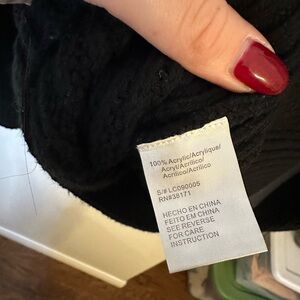 100% Acrylic/Acrylique/
Acryl/Acrilico/
Acrilico/Acrílico
S/# LC090005
RN#38171
HECHO EN CHINA
FEITO EM CHINA
SEE REVERSE
FOR CARE
INSTRUCTION